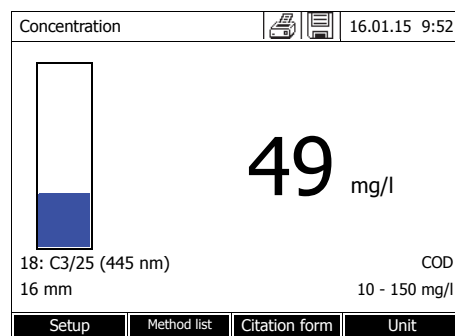 Concentration 16.01.15 9:52
49 mg/l
18: C3/25 (445 nm) COD
16 mm 10 - 150 mg/l
Setup Method list Citation form Unit